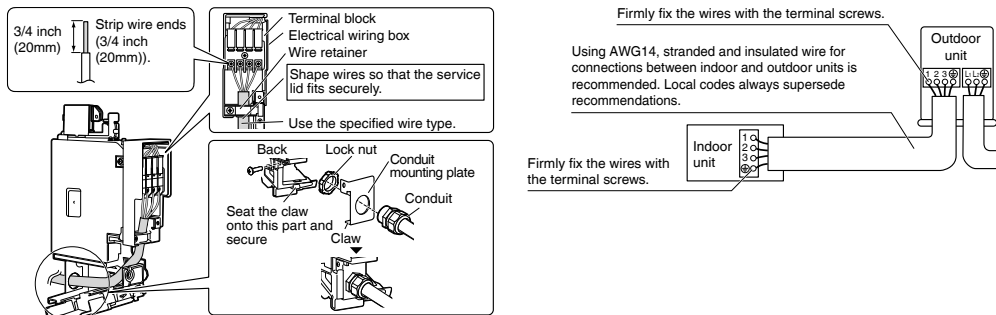 3/4 inch
(20mm)
Strip wire ends
(3/4 inch
(20mm)).
Terminal block
Electrical wiring box
Wire retainer
Shape wires so that the service
lid fits securely.
Use the specified wire type.
Back
Lock nut
Conduit
mounting plate
Conduit
Seat the claw
onto this part and
secure
Claw
Firmly fix the wires with the terminal screws.
Using AWG14, stranded and insulated wire for
connections between indoor and outdoor units is
recommended. Local codes always supersede
recommendations.
Outdoor
unit
1 2 3 L1 L2
Indoor
unit
1
2
3
Firmly fix the wires with
the terminal screws.